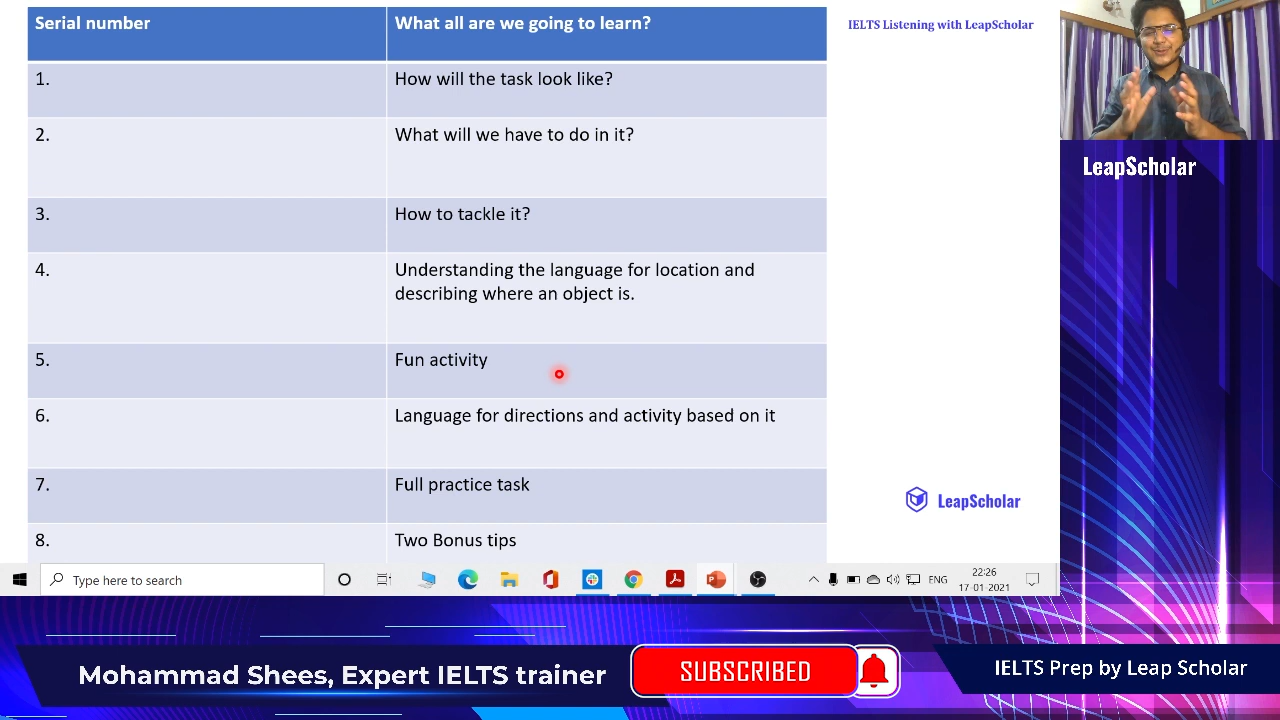 Serial number
What all are we going to learn?
1.
How will the task look like?
2.
What will we have to do in it?
3.
How to tackle it?
4.
Understanding the language for location and
describing where an object is.
5.
Fun activity
6.
Language for directions and activity based on it
7.
Full practice task
8.
Two Bonus tips
IELTS Listening with LeapScholar
LeapScholar
LeapScholar
Type here to search
ENG
22:26
17-01-2021
Mohammad Shees, Expert IELTS trainer
SUBSCRIBED
IELTS Prep by Leap Scholar